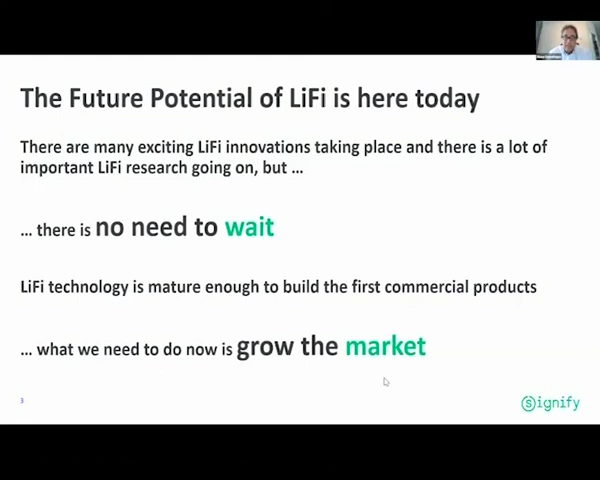 The Future Potential of LiFi is here today
There are many exciting LiFi innovations taking place and there is a lot of
important LiFi research going on, but ...
... there is no need to wait
LiFi technology is mature enough to build the first commercial products
... what we need to do now is grow the market
3
Signify